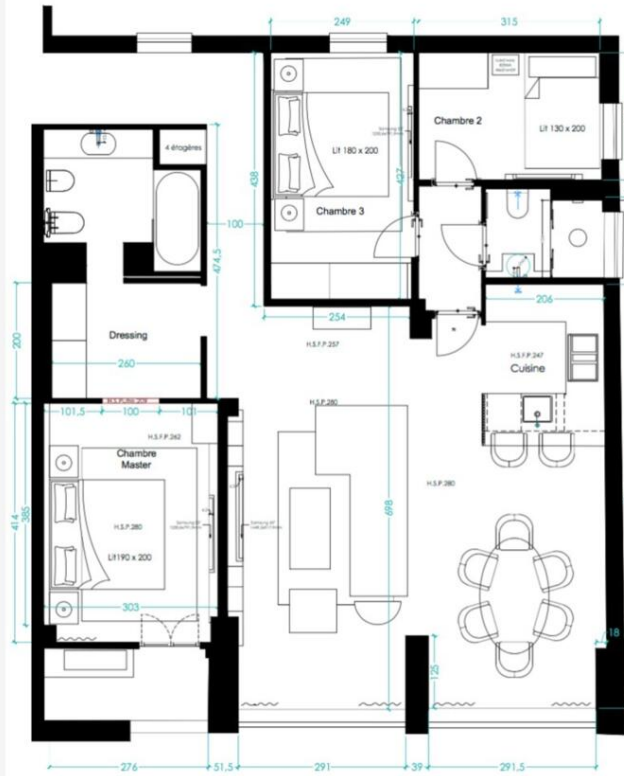 249
315
Chambre 2
Lit 130 x 200
Lit 180 x 200
427
4 étagères
438
Chambre 3
100
474,5
254
206
200
Dressing
H.S.F.P.257
H.S.F.P.247
Cuisine
260
H.S.P.280
101,5
100
101
H.S.F.P.262
Chambre
Master
H.S.P.280
698
414
385
H.S.P.280
Lit190 x 200
303
18
125
276
51,5
291
39
291,5